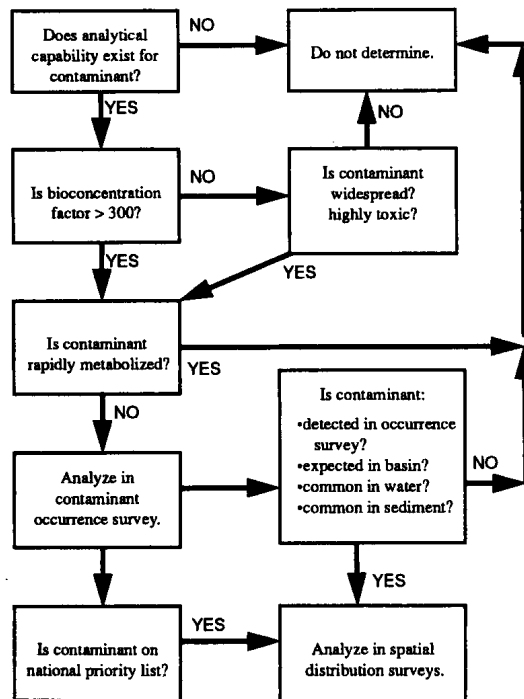 Does analytical
capability exist for
contaminant?
NO
Do not determine.
YES
NO
Is bioconcentration
factor > 300?
NO
Is contaminant
widespread?
highly toxic?
YES
YES
Is contaminant
rapidly metabolized?
YES
NO
Is contaminant:
•detected in occurrence
survey?
•expected in basin?
•common in water?
•common in sediment?
NO
Analyze in
contaminant
occurrence survey.
YES
Is contaminant on
national priority list?
YES
Analyze in spatial
distribution surveys.